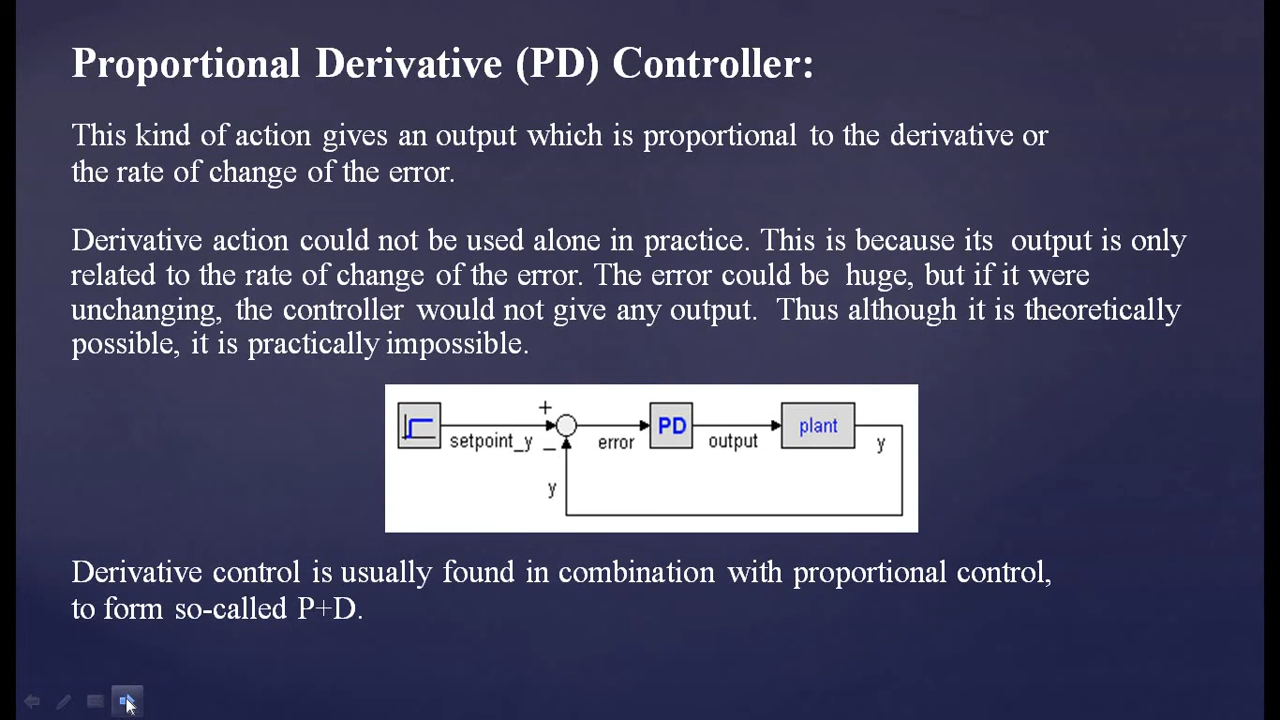 Proportional Derivative (PD) Controller:
This kind of action gives an output which is proportional to the derivative or
the rate of change of the error.
Derivative action could not be used alone in practice. This is because its output is only
related to the rate of change of the error. The error could be huge, but if it were
unchanging, the controller would not give any output. Thus although it is theoretically
possible, it is practically impossible.
+
PD
plant
setpoint_y
–
error
output
y
y
Derivative control is usually found in combination with proportional control,
to form so-called P+D.